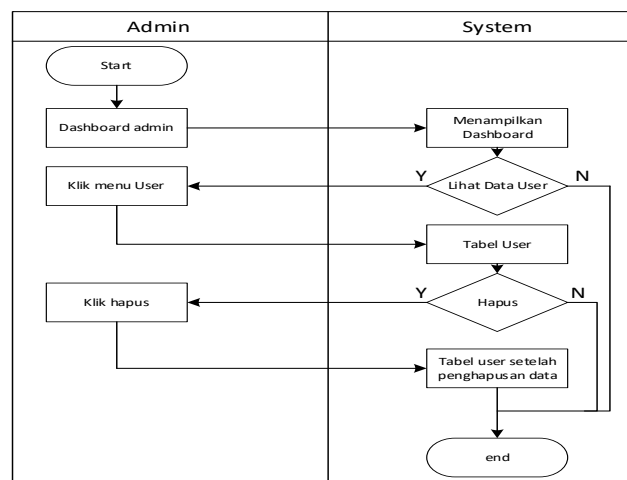 Admin
System
Start
Dashboard admin
Menampilkan
Dashboard
Klik menu User
Y
Lihat Data User
N
Tabel User
Klik hapus
Y
Hapus
N
Tabel user setelah
penghapusan data
end